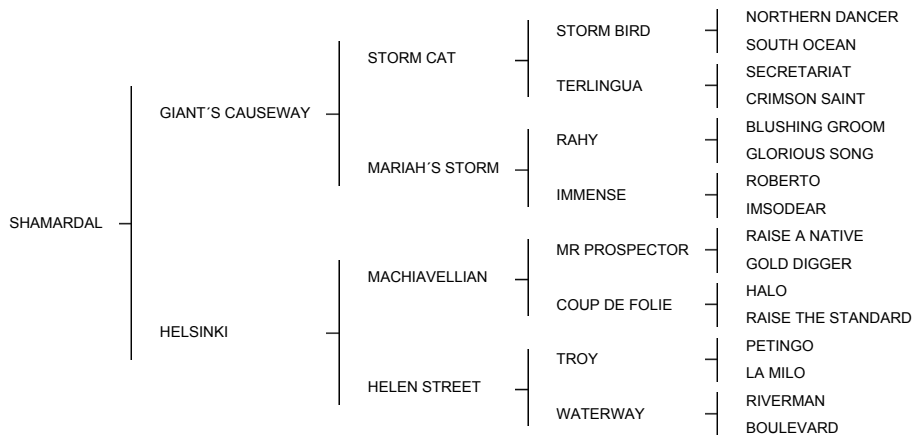 NORTHERN DANCER
STORM BIRD
SOUTH OCEAN
STORM CAT
SECRETARIAT
TERLINGUA
CRIMSON SAINT
GIANT´S CAUSEWAY
BLUSHING GROOM
RAHY
GLORIOUS SONG
MARIAH´S STORM
ROBERTO
IMMENSE
IMSODEAR
SHAMARDAL
RAISE A NATIVE
MR PROSPECTOR
GOLD DIGGER
MACHIAVELLIAN
HALO
COUP DE FOLIE
RAISE THE STANDARD
HELSINKI
PETINGO
TROY
LA MILO
HELEN STREET
RIVERMAN
WATERWAY
BOULEVARD